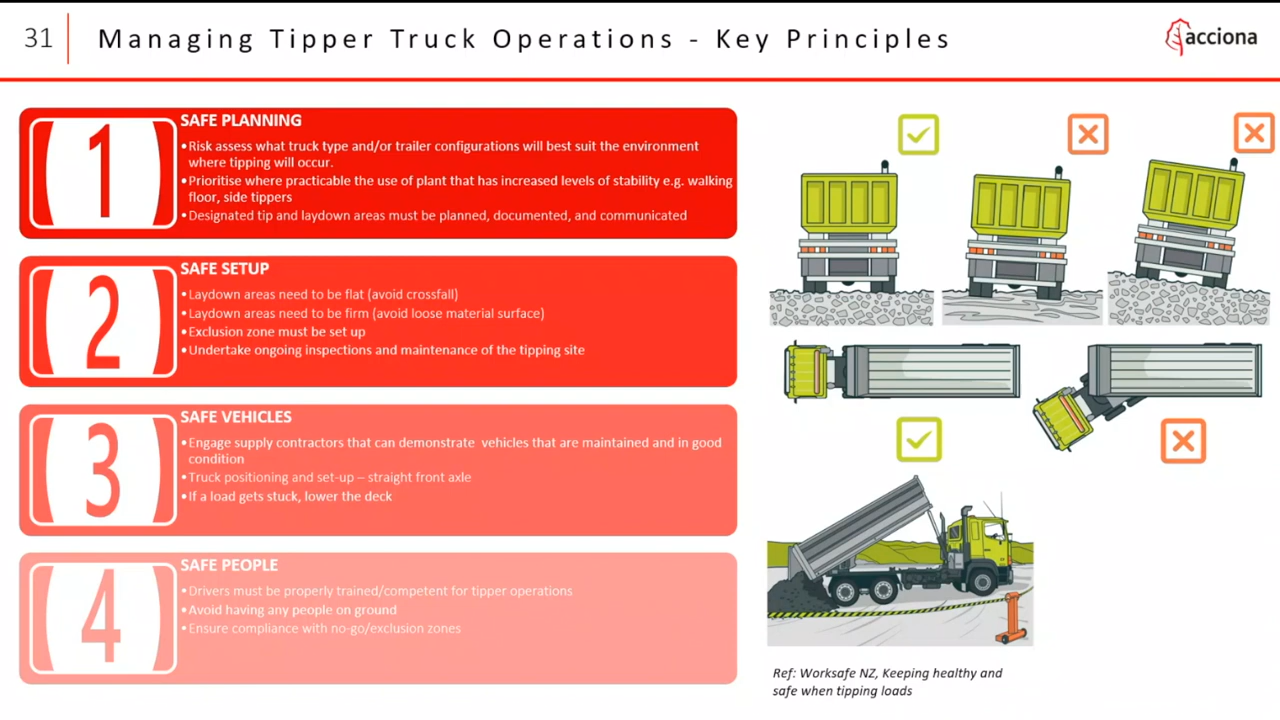 31
Managing Tipper Truck Operations - Key Principles
acciona
1
SAFE PLANNING
•Risk assess what truck type and/or trailer configurations will best suit the environment
where tipping will occur.
•Prioritise where practicable the use of plant that has increased levels of stability e.g. walking
floor, side tippers
•Designated tip and laydown areas must be planned, documented, and communicated
2
SAFE SETUP
•Laydown areas need to be flat (avoid crossfall)
•Laydown areas need to be firm (avoid loose material surface)
•Exclusion zone must be set up
•Undertake ongoing inspections and maintenance of the tipping site
3
SAFE VEHICLES
•Engage supply contractors that can demonstrate vehicles that are maintained and in good
condition
•Truck positioning and set-up – straight front axle
•If a load gets stuck, lower the deck
4
SAFE PEOPLE
•Drivers must be properly trained/competent for tipper operations
•Avoid having any people on ground
•Ensure compliance with no-go/exclusion zones
Ref: Worksafe NZ, Keeping healthy and
safe when tipping loads